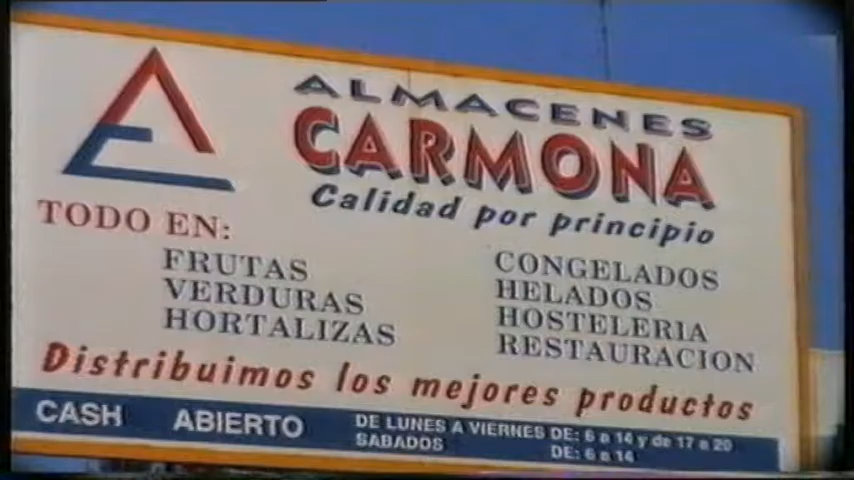 ALMACENES
CARMONA
Calidad por principio
TODO EN:
FRUTAS
VERDURAS
HORTALIZAS
CONGELADOS
HELADOS
HOSTELERIA
RESTAURACION
Distribuimos los mejores productos
CASH ABIERTO DE LUNES A VIERNES DE: 6 a 14 y de 17 a 20
SABADOS DE: 6 a 14